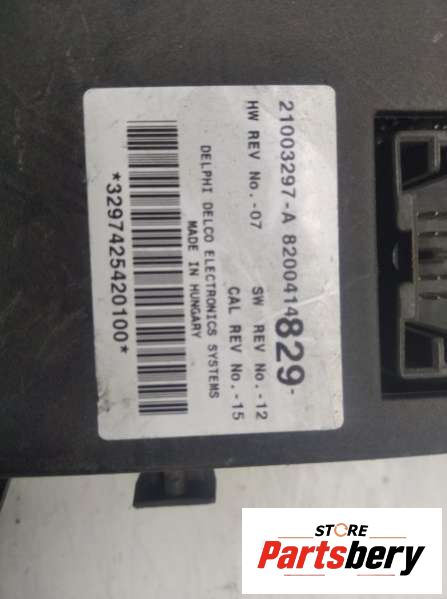 21003297-A 8200414829-
HW REV No.-07 SW REV No.-12
CAL REV No.-15
DELPHI DELCO ELECTRONICS SYSTEMS
MADE IN HUNGARY
*3297425420100*
STORE
Partsbery